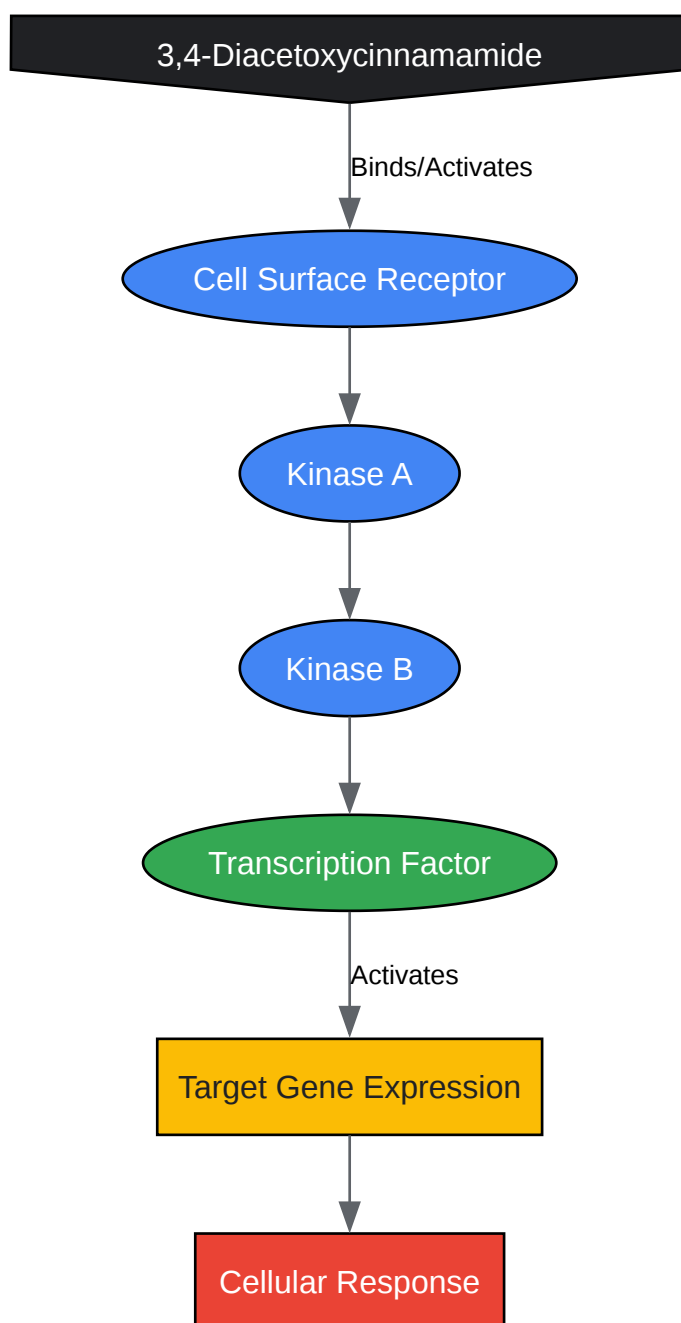 3,4-Diacetoxycinnamamide
Binds/Activates
Cell Surface Receptor
Kinase A
Kinase B
Transcription Factor
Activates
Target Gene Expression
Cellular Response